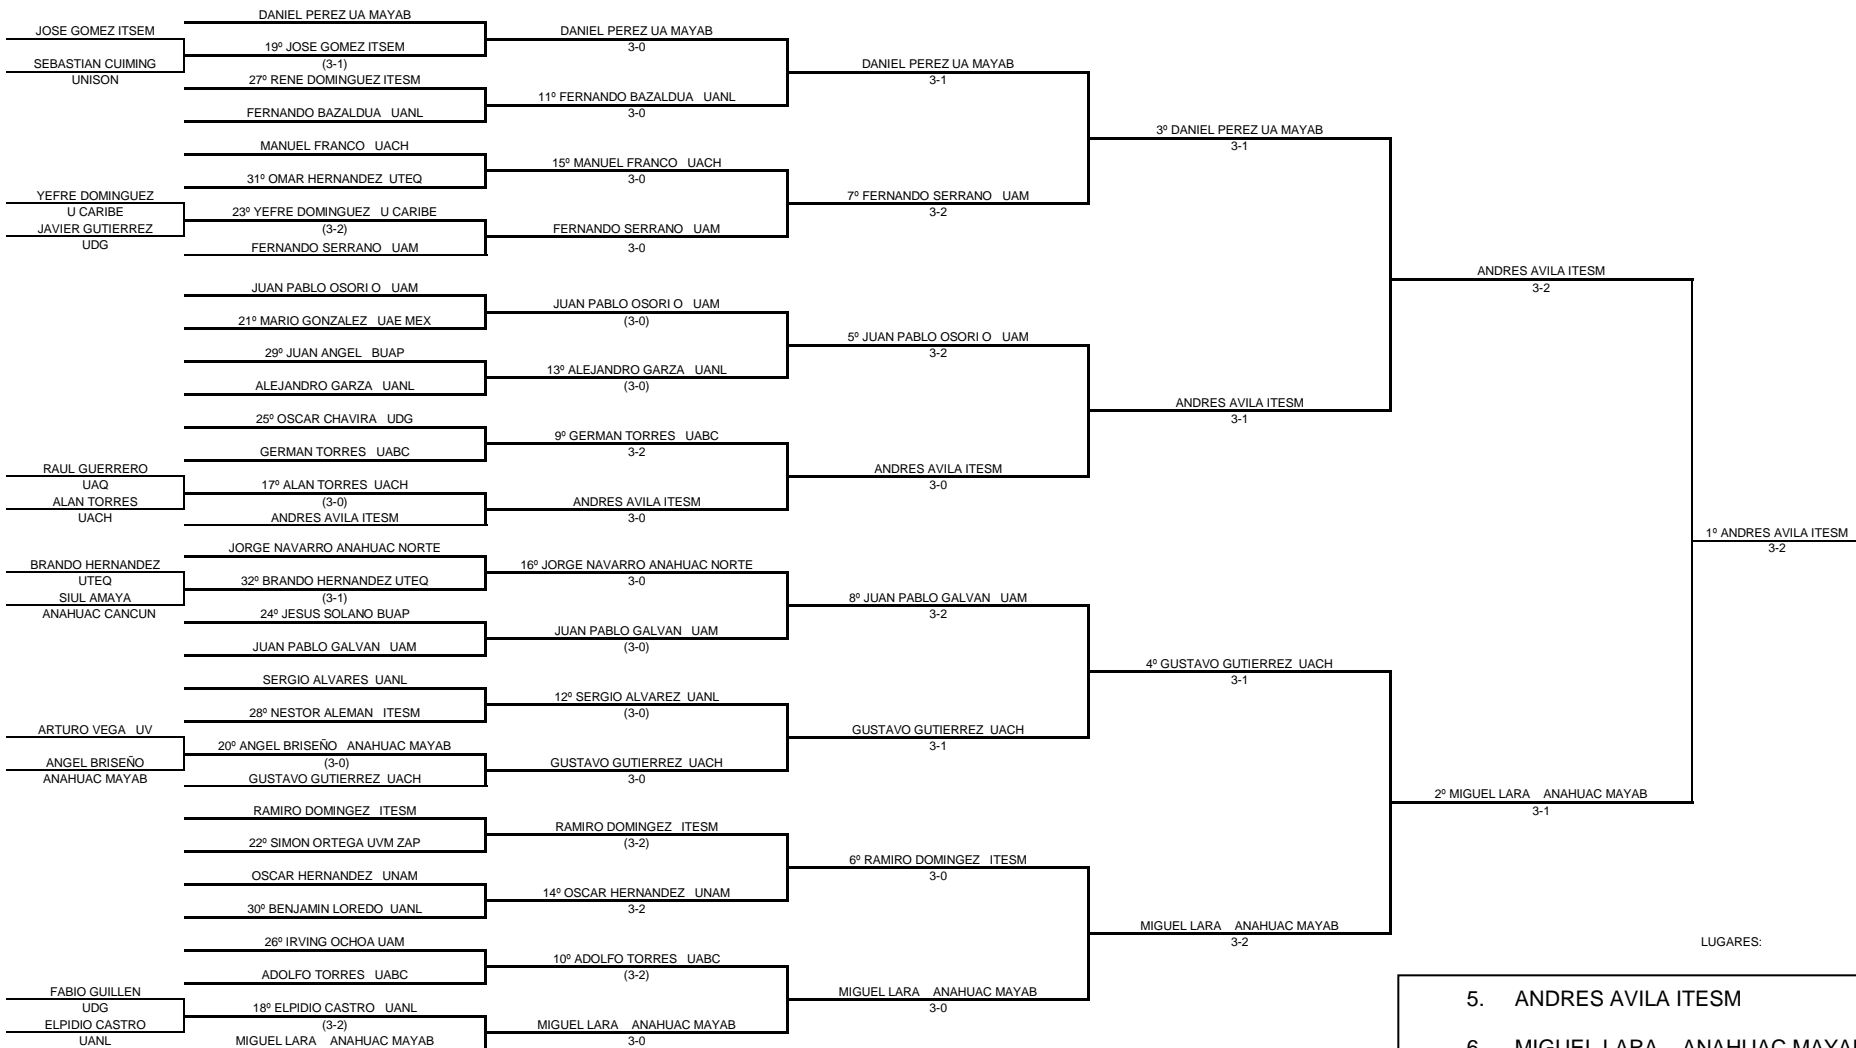 DANIEL PEREZ UA MAYAB
JOSE GOMEZ ITSEM
19º JOSE GOMEZ ITSEM
(3-1)
SEBASTIAN CUIMING
UNISON
27º RENE DOMINGUEZ ITESM
FERNANDO BAZALDUA UANL
MANUEL FRANCO UACH
31º OMAR HERNANDEZ UTEQ
YEFRE DOMINGUEZ
U CARIBE
23º YEFRE DOMINGUEZ U CARIBE
(3-2)
JAVIER GUTIERREZ
UDG
FERNANDO SERRANO UAM
JUAN PABLO OSORI O UAM
21º MARIO GONZALEZ UAE MEX
29º JUAN ANGEL BUAP
ALEJANDRO GARZA UANL
25º OSCAR CHAVIRA UDG
GERMAN TORRES UABC
RAUL GUERRERO
UAQ
17º ALAN TORRES UACH
(3-0)
ALAN TORRES
UACH
ANDRES AVILA ITESM
JORGE NAVARRO ANAHUAC NORTE
BRANDO HERNANDEZ
UTEQ
32º BRANDO HERNANDEZ UTEQ
(3-1)
SIUL AMAYA
ANAHUAC CANCUN
24º JESUS SOLANO BUAP
JUAN PABLO GALVAN UAM
SERGIO ALVARES UANL
28º NESTOR ALEMAN ITESM
ARTURO VEGA UV
20º ANGEL BRISEÑO ANAHUAC MAYAB
(3-0)
ANGEL BRISEÑO
ANAHUAC MAYAB
GUSTAVO GUTIERREZ UACH
RAMIRO DOMINGEZ ITESM
22º SIMON ORTEGA UVM ZAP
OSCAR HERNANDEZ UNAM
30º BENJAMIN LOREDO UANL
26º IRVING OCHOA UAM
ADOLFO TORRES UABC
FABIO GUILLEN
UDG
18º ELPIDIO CASTRO UANL
(3-2)
ELPIDIO CASTRO
UANL
MIGUEL LARA ANAHUAC MAYAB
DANIEL PEREZ UA MAYAB
3-0
11º FERNANDO BAZALDUA UANL
3-0
15º MANUEL FRANCO UACH
3-0
FERNANDO SERRANO UAM
3-0
JUAN PABLO OSORI O UAM
(3-0)
13º ALEJANDRO GARZA UANL
(3-0)
9º GERMAN TORRES UABC
3-2
ANDRES AVILA ITESM
3-0
16º JORGE NAVARRO ANAHUAC NORTE
3-0
JUAN PABLO GALVAN UAM
(3-0)
12º SERGIO ALVAREZ UANL
(3-0)
GUSTAVO GUTIERREZ UACH
3-0
RAMIRO DOMINGEZ ITESM
(3-2)
14º OSCAR HERNANDEZ UNAM
3-2
10º ADOLFO TORRES UABC
(3-2)
MIGUEL LARA ANAHUAC MAYAB
3-0
DANIEL PEREZ UA MAYAB
3-1
7º FERNANDO SERRANO UAM
3-2
5º JUAN PABLO OSORI O UAM
3-2
ANDRES AVILA ITESM
3-0
8º JUAN PABLO GALVAN UAM
3-2
GUSTAVO GUTIERREZ UACH
3-1
6º RAMIRO DOMINGEZ ITESM
3-0
MIGUEL LARA ANAHUAC MAYAB
3-0
3º DANIEL PEREZ UA MAYAB
3-1
ANDRES AVILA ITESM
3-1
4º GUSTAVO GUTIERREZ UACH
3-1
MIGUEL LARA ANAHUAC MAYAB
3-2
ANDRES AVILA ITESM
3-2
2º MIGUEL LARA ANAHUAC MAYAB
3-1
1º ANDRES AVILA ITESM
3-2
LUGARES:
5. ANDRES AVILA ITESM
6. MIGUEL LARA ANAHUAC MAYAB